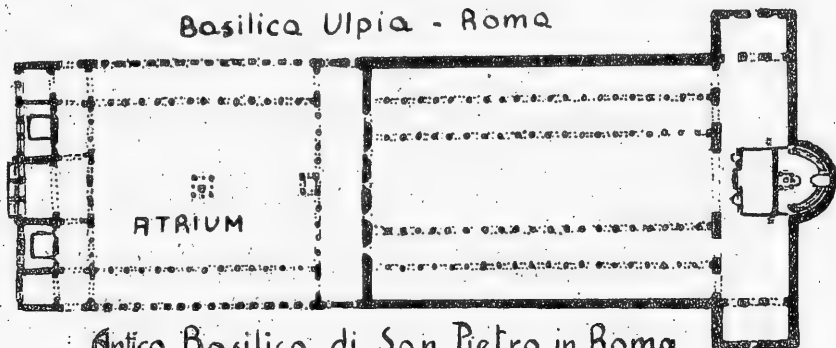 Basilica Ulpia - Roma
ATRIUM
Antica Basilica di San Pietro in Roma